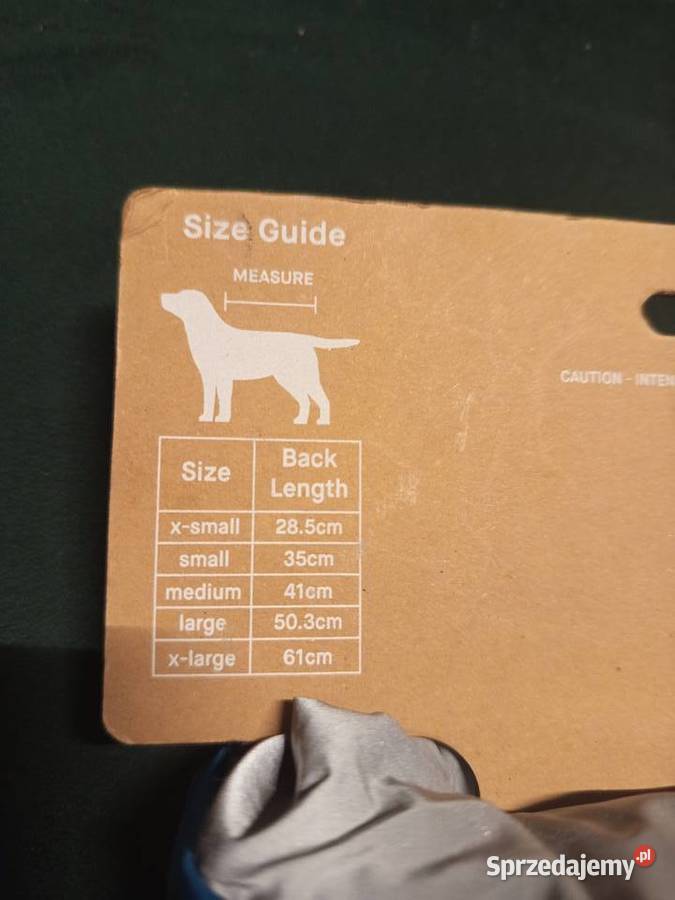 Size Guide
MEASURE
CAUTION - INTEN
Size Back Length
x-small 28.5cm
small 35cm
medium 41cm
large 50.3cm
x-large 61cm
Sprzedajemy.pl